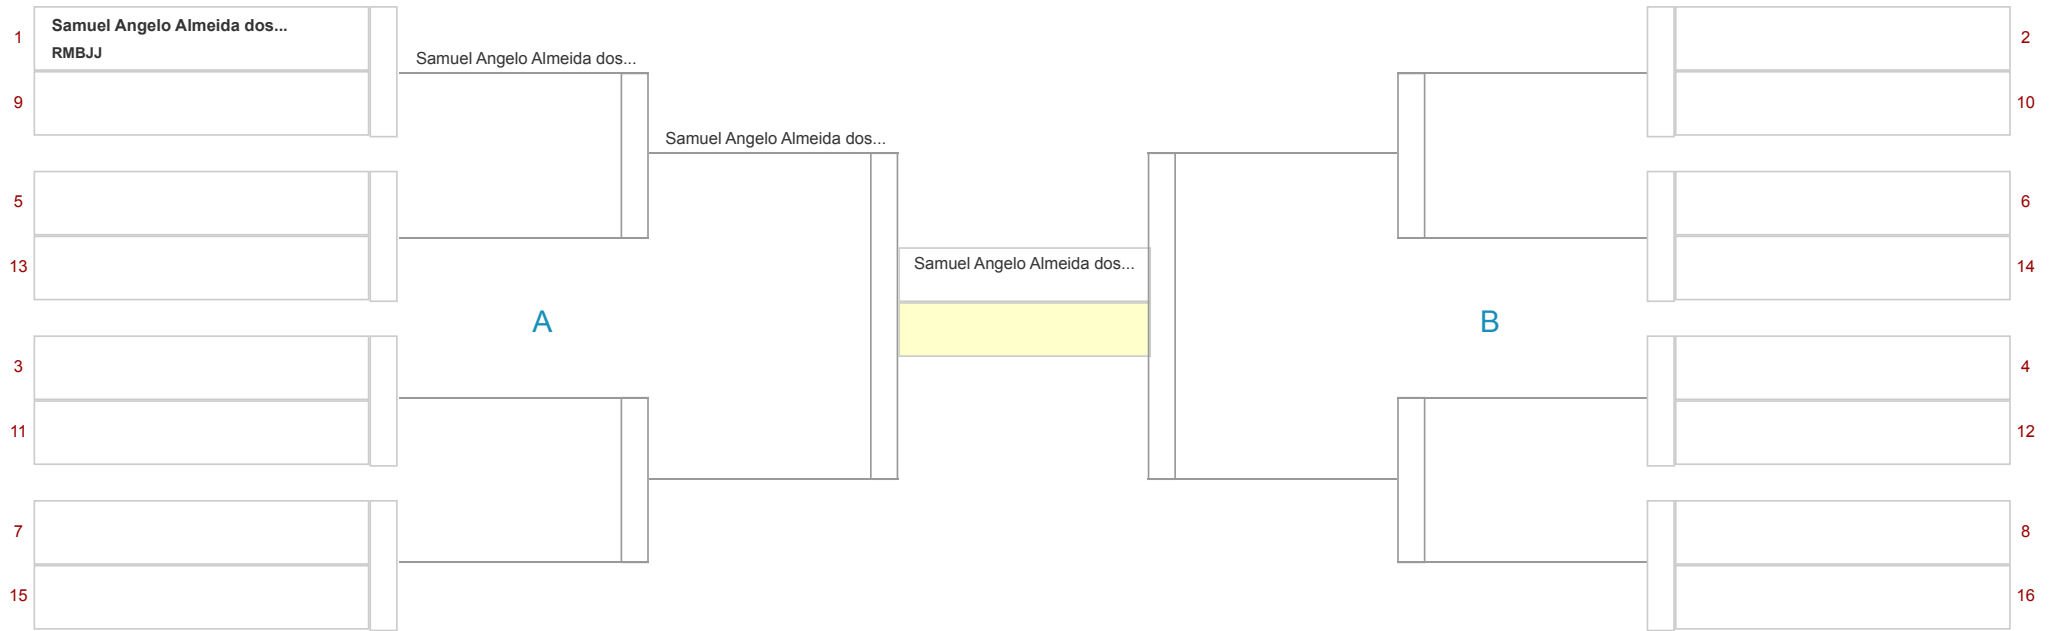 1
Samuel Angelo Almeida dos...
RMBJJ
Samuel Angelo Almeida dos...
2
9
10
Samuel Angelo Almeida dos...
5
6
Samuel Angelo Almeida dos...
13
14
A
B
3
4
11
12
7
8
15
16